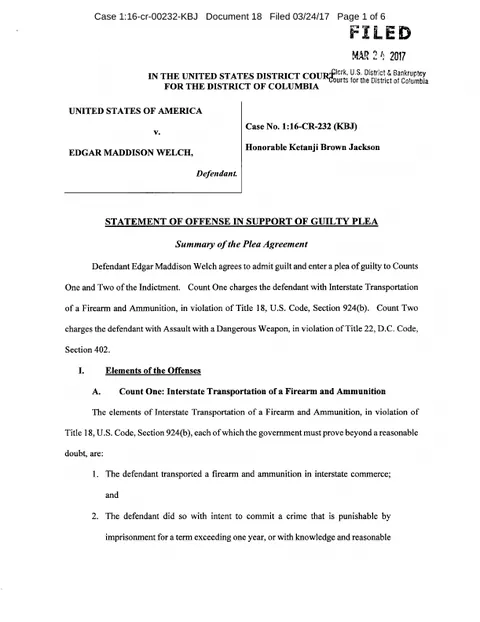 Case 1:16-cr-00232-KBJ Document 18 Filed 03/24/17 Page 1 of 6
FILED
MAR 24 2017
Clerk, U.S. District & Bankruptcy
Courts for the District of Columbia
IN THE UNITED STATES DISTRICT COURT
FOR THE DISTRICT OF COLUMBIA
UNITED STATES OF AMERICA
v.
EDGAR MADDISON WELCH,
Defendant.
Case No. 1:16-CR-232 (KBJ)
Honorable Ketanji Brown Jackson
STATEMENT OF OFFENSE IN SUPPORT OF GUILTY PLEA
Summary of the Plea Agreement
Defendant Edgar Maddison Welch agrees to admit guilt and enter a plea of guilty to Counts
One and Two of the Indictment. Count One charges the defendant with Interstate Transportation
of a Firearm and Ammunition, in violation of Title 18, U.S. Code, Section 924(b). Count Two
charges the defendant with Assault with a Dangerous Weapon, in violation of Title 22, D.C. Code,
Section 402.
I. Elements of the Offenses
A. Count One: Interstate Transportation of a Firearm and Ammunition
The elements of Interstate Transportation of a Firearm and Ammunition, in violation of
Title 18, U.S. Code, Section 924(b), each of which the government must prove beyond a reasonable
doubt, are:
1. The defendant transported a firearm and ammunition in interstate commerce;
and
2. The defendant did so with intent to commit a crime that is punishable by
imprisonment for a term exceeding one year, or with knowledge and reasonable